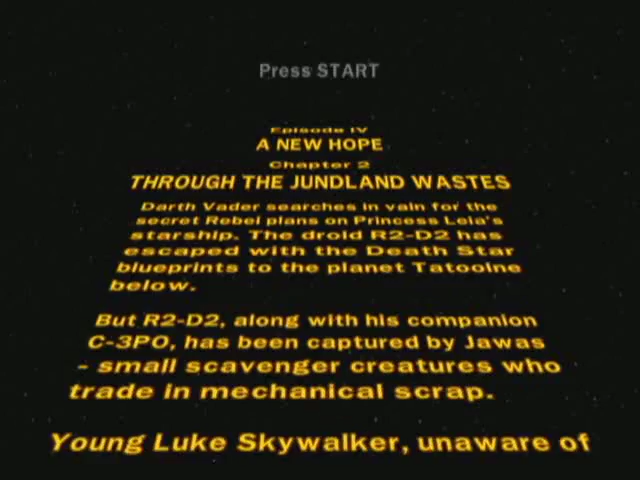 Press START
Episode IV
A NEW HOPE
Chapter 2
THROUGH THE JUNDLAND WASTES
Darth Vader searches in vain for the
secret Rebel plans on Princess Leia's
starship. The droid R2-D2 has
escaped with the Death Star
blueprints to the planet Tatooine
below.
But R2-D2, along with his companion
C-3PO, has been captured by Jawas
- small scavenger creatures who
trade in mechanical scrap.
Young Luke Skywalker, unaware of